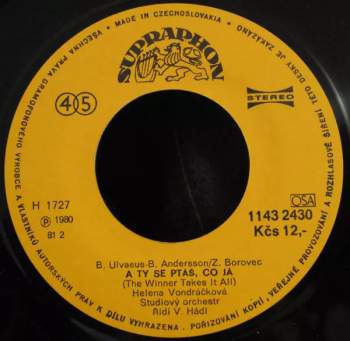 • MADE IN CZECHOSLOVAKIA •
VŠECHNA PRÁVA GRAMOFONOVÉHO VÝROBCE A VLASTNÍKŮ AUTORSKÝCH PRÁV K DÍLU VYHRAZENA. POŘIZOVÁNÍ KOPIÍ, VEŘEJNÉ PROVOZOVÁNÍ A ROZHLASOVÉ ŠÍŘENÍ TÉTO DESKY JE ZAKÁZÁNO
SUPRAPHON
45
STEREO
H 1727
℗ 1980
81 2
OSA
1143 2430
Kčs 12,-
B. Ulvaeus-B. Andersson/Z. Borovec
A TY SE PTÁŠ, CO JÁ
(The Winner Takes It All)
Helena Vondráčková
Studiový orchestr
Řídí V. Hádl